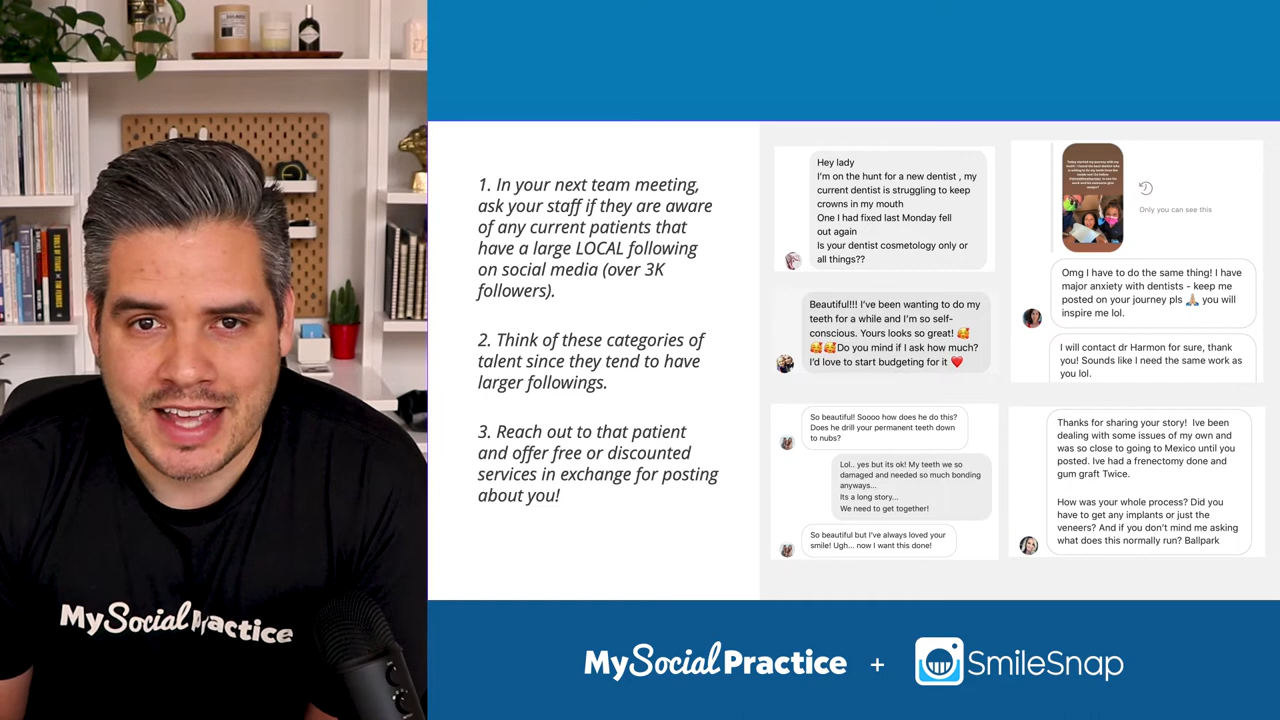 1. In your next team meeting,
ask your staff if they are aware
of any current patients that
have a large LOCAL following
on social media (over 3K
followers).
2. Think of these categories of
talent since they tend to have
larger followings.
3. Reach out to that patient
and offer free or discounted
services in exchange for posting
about you!
Hey lady
I'm on the hunt for a new dentist , my
current dentist is struggling to keep
crowns in my mouth
One I had fixed last Monday fell
out again
Is your dentist cosmetology only or
all things??
Beautiful!!! I've been wanting to do my
teeth for a while and I'm so self-
conscious. Yours looks so great! 🥰
🥰🥰Do you mind if I ask how much?
I'd love to start budgeting for it ❤️
So beautiful! Soooo how does he do this?
Does he drill your permanent teeth down
to nubs?
Lol.. yes but its ok! My teeth we so
damaged and needed so much bonding
anyways...
Its a long story...
We need to get together!
So beautiful but I've always loved your
smile! Ugh... now I want this done!
Only you can see this
Omg I have to do the same thing! I have
major anxiety with dentists - keep me
posted on your journey pls 🙏🏼 you will
inspire me lol.
I will contact dr Harmon for sure, thank
you! Sounds like I need the same work as
you lol.
Thanks for sharing your story!  Ive been
dealing with some issues of my own and
was so close to going to Mexico until you
posted. Ive had a frenectomy done and
gum graft Twice.
How was your whole process? Did you
have to get any implants or just the
veneers? And if you don't mind me asking
what does this normally run? Ballpark
MySocialPractice
MySocialPractice + SmileSnap
TOOLS OF TITANS TIM FERRISS